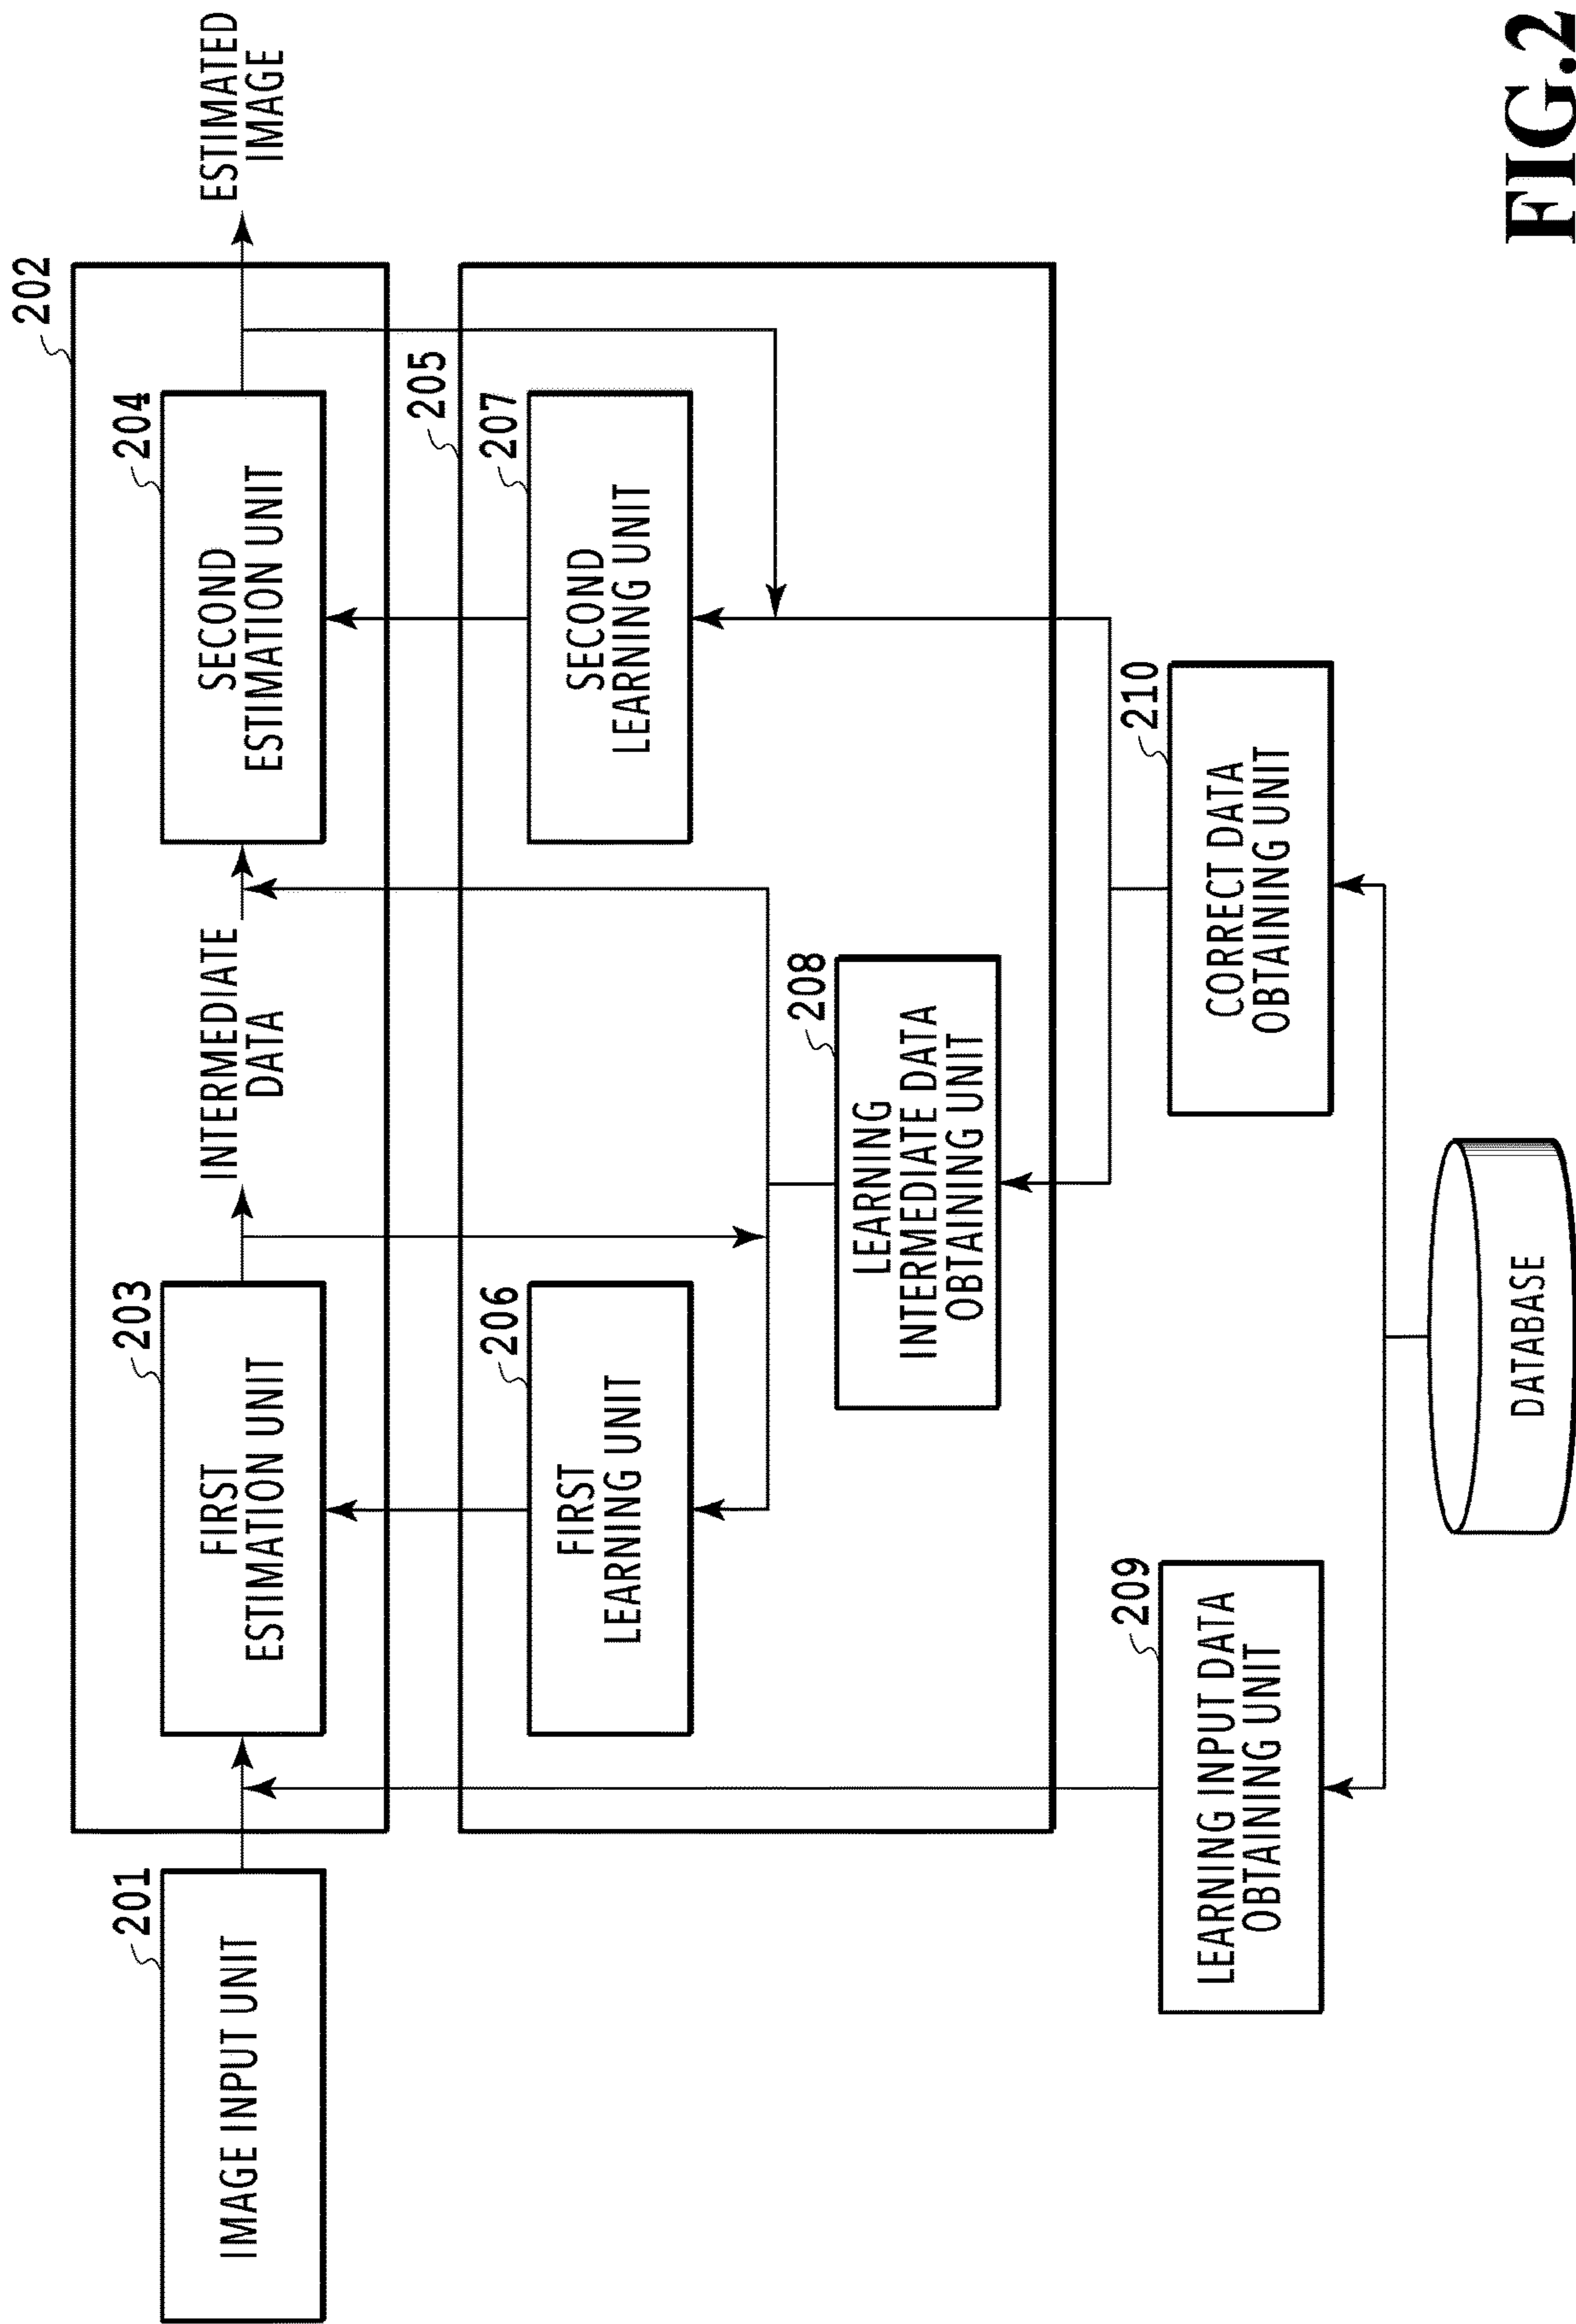 202
201
IMAGE INPUT UNIT
203
FIRST
ESTIMATION UNIT
INTERMEDIATE
DATA
204
SECOND
ESTIMATION UNIT
ESTIMATED
IMAGE
205
206
FIRST
LEARNING UNIT
207
SECOND
LEARNING UNIT
208
LEARNING
INTERMEDIATE DATA
OBTAINING UNIT
209
LEARNING INPUT DATA
OBTAINING UNIT
210
CORRECT DATA
OBTAINING UNIT
DATABASE
FIG.2